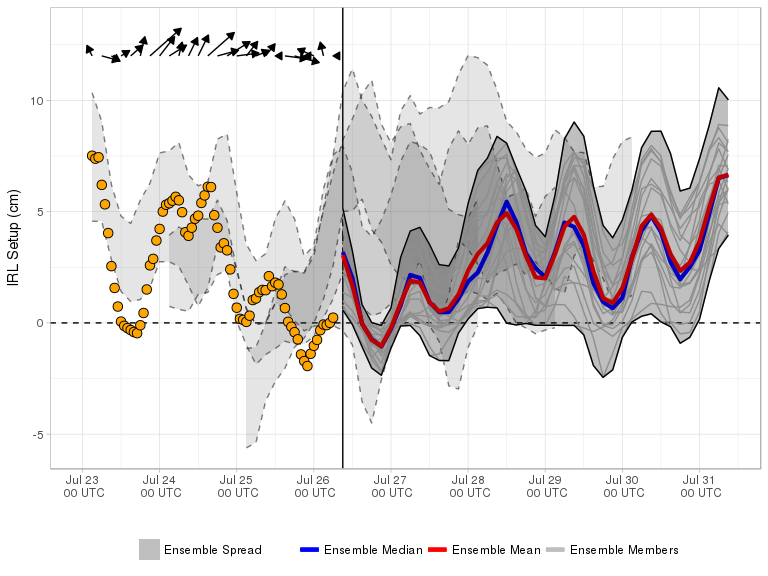 IRL Setup (cm)
10
5
0
-5
Jul 23 Jul 24 Jul 25 Jul 26 Jul 27 Jul 28 Jul 29 Jul 30 Jul 31
00 UTC 00 UTC 00 UTC 00 UTC 00 UTC 00 UTC 00 UTC 00 UTC 00 UTC
Ensemble Spread Ensemble Median Ensemble Mean Ensemble Members